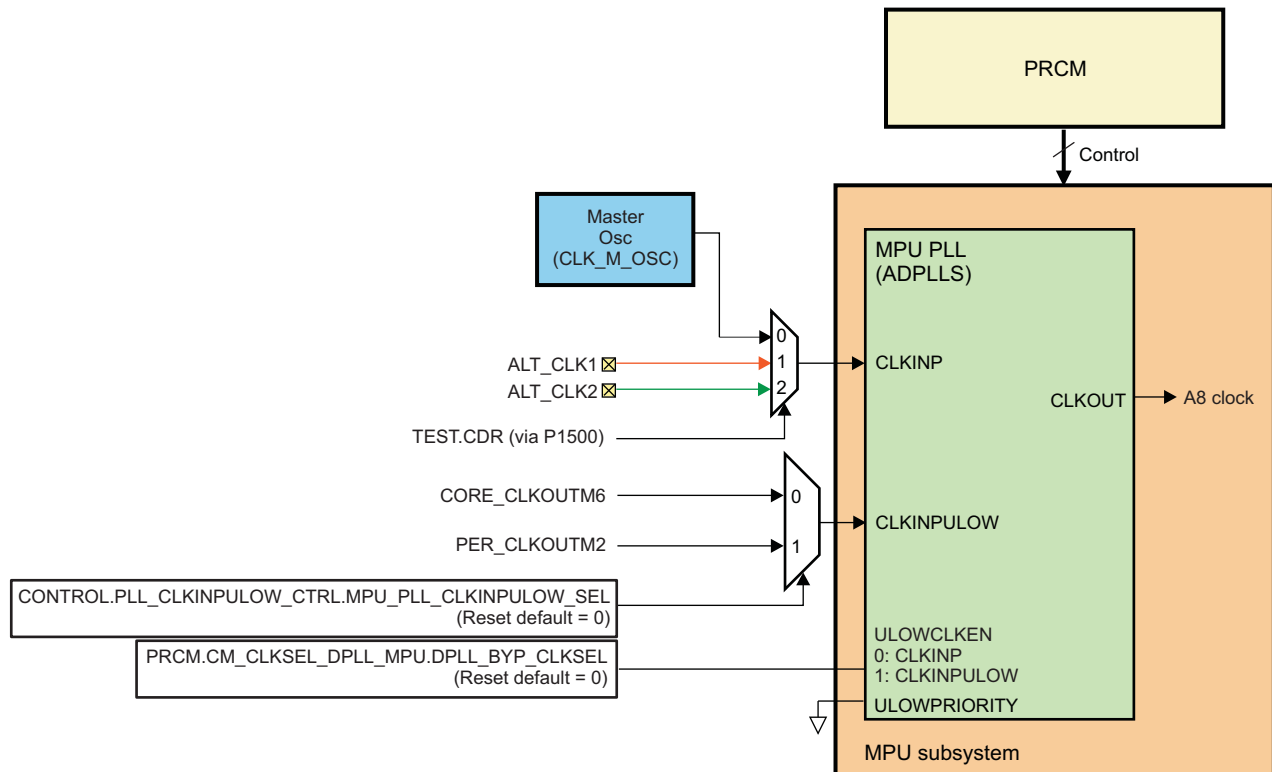 PRCM
Control
Master
Osc
(CLK_M_OSC)
MPU PLL
(ADPLLS)
0
ALT_CLK1
1
CLKINP
ALT_CLK2
2
CLKOUT
A8 clock
TEST.CDR (via P1500)
CORE_CLKOUTM6
0
CLKINPULOW
PER_CLKOUTM2
1
CONTROL.PLL_CLKINPULOW_CTRL.MPU_PLL_CLKINPULOW_SEL
(Reset default = 0)
PRCM.CM_CLKSEL_DPLL_MPU.DPLL_BYP_CLKSEL
(Reset default = 0)
ULOWCLKEN
0: CLKINP
1: CLKINPULOW
ULOWPRIORITY
MPU subsystem